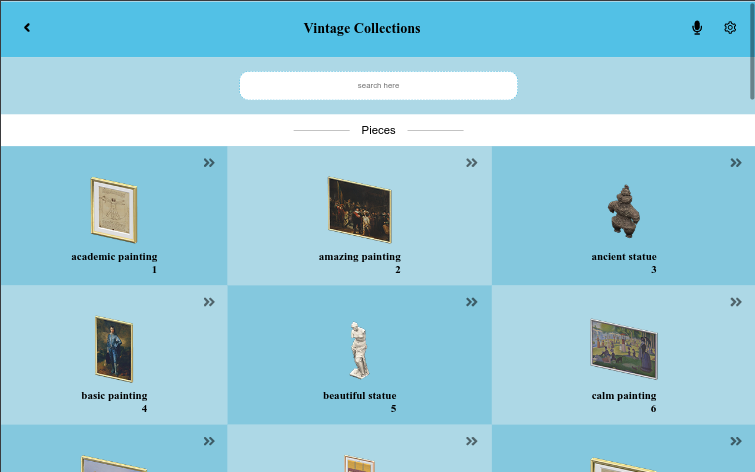 Vintage Collections
search here
Pieces
academic painting
1
amazing painting
2
ancient statue
3
basic painting
4
beautiful statue
5
calm painting
6